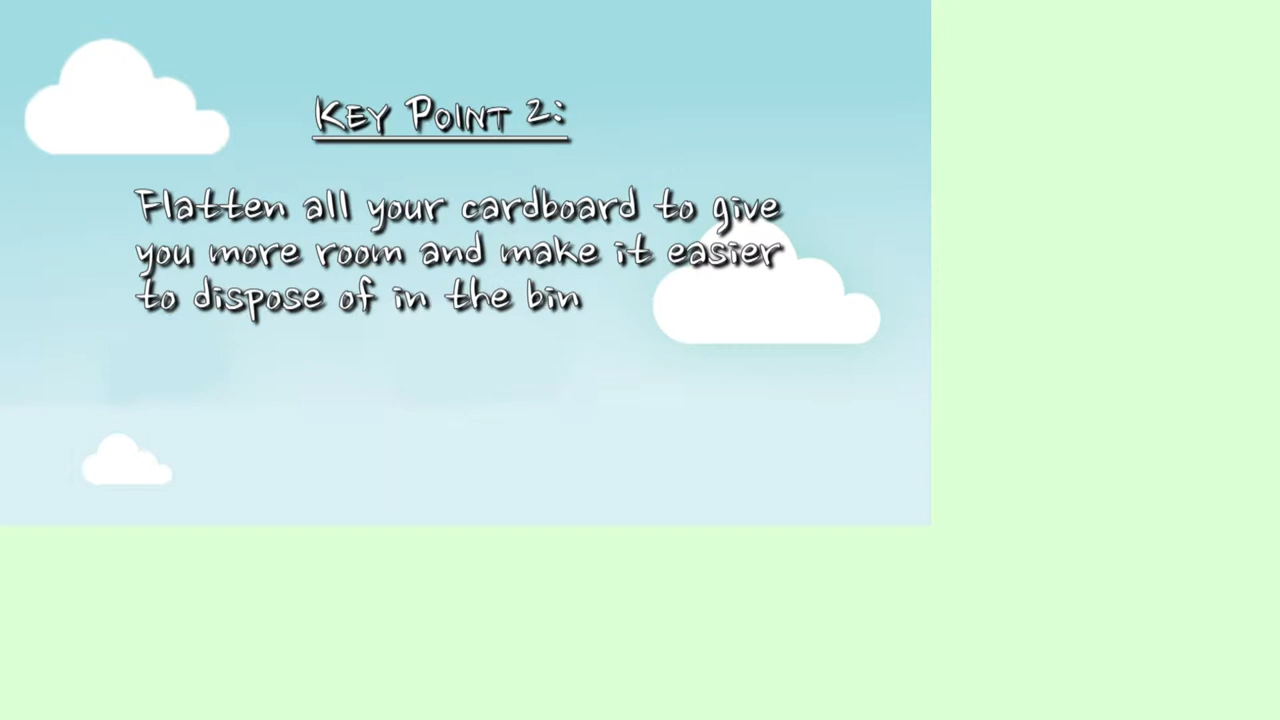 Key Point 2:
Flatten all your cardboard to give
you more room and make it easier
to dispose of in the bin